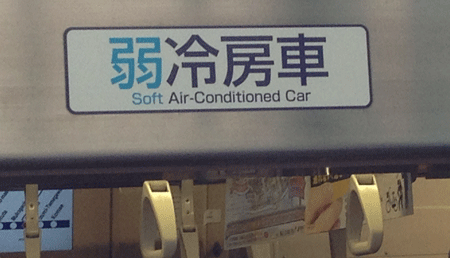 弱冷房車
Soft Air-Conditioned Car